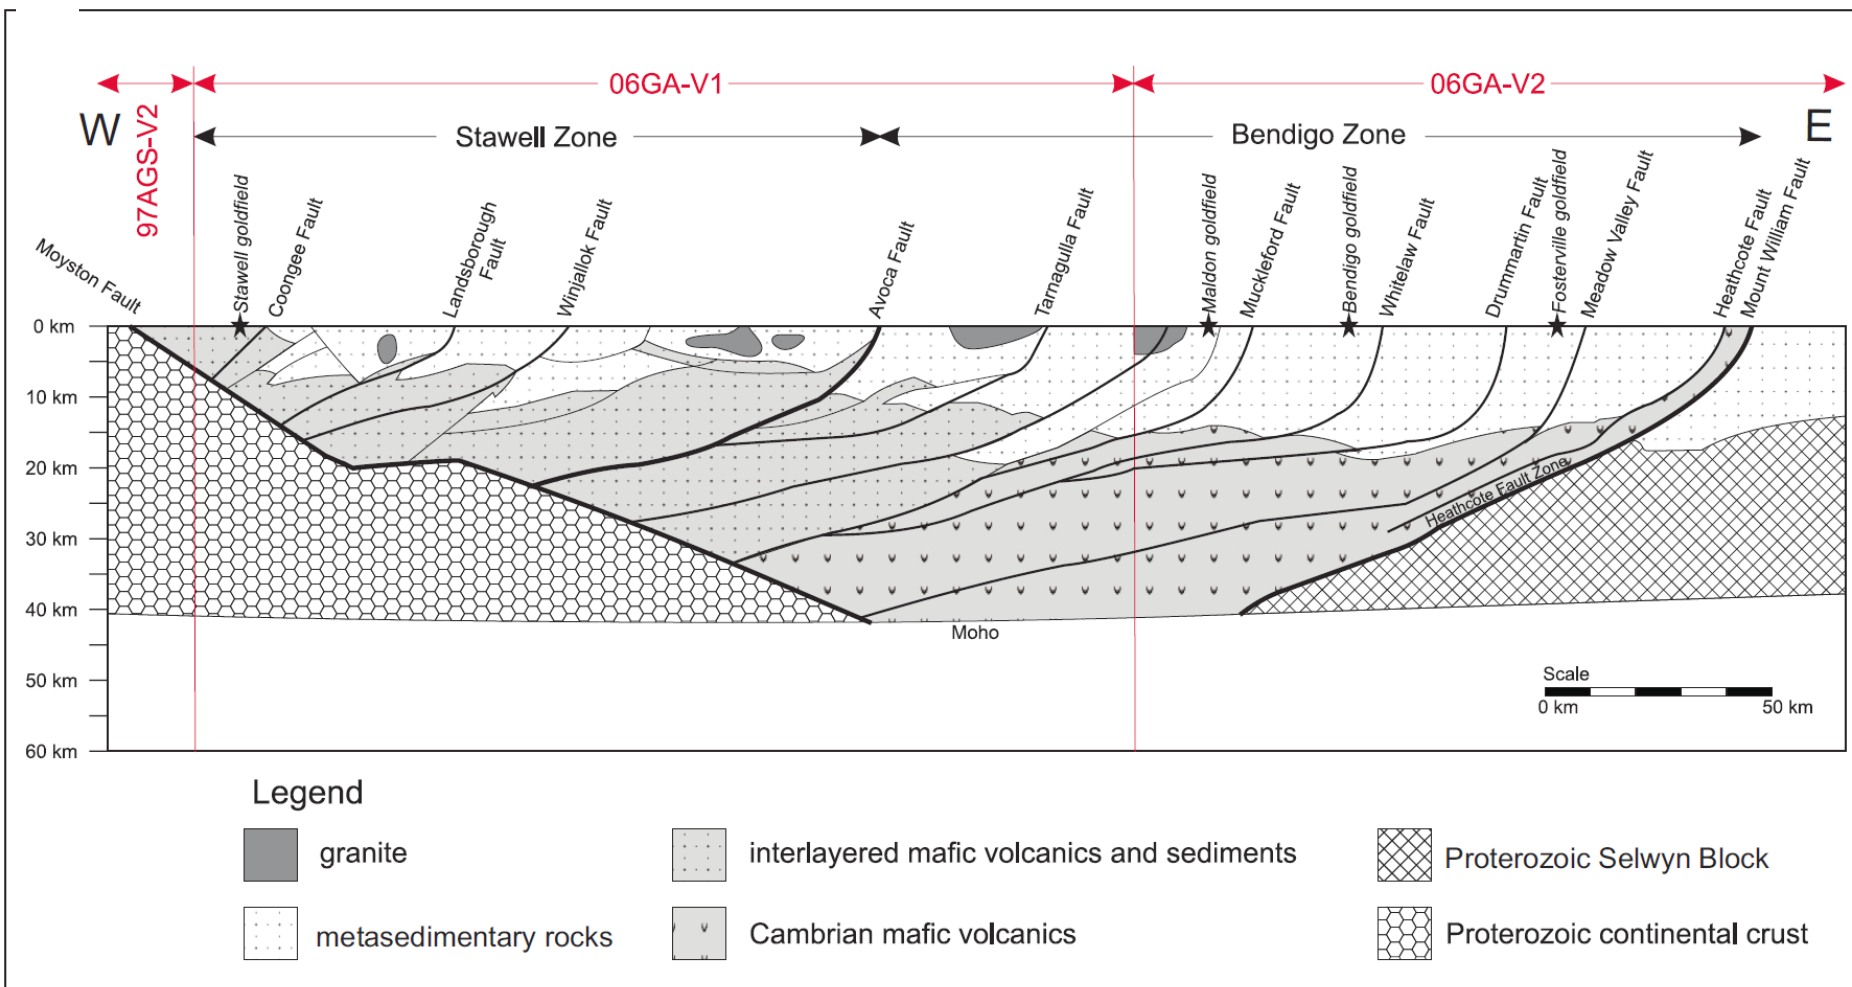 06GA-V1
06GA-V2
97AGS-V2
W
E
Stawell Zone
Bendigo Zone
Moyston Fault
Stawell goldfield
Coongee Fault
Landsborough
Fault
Winjallok Fault
Avoca Fault
Tarnagulla Fault
Maldon goldfield
Muckleford Fault
Bendigo goldfield
Whitelaw Fault
Drummartin Fault
Fosterville goldfield
Meadow Valley Fault
Heathcote Fault
Mount William Fault
0 km
10 km
20 km
30 km
40 km
50 km
60 km
Heathcote Fault Zone
Moho
Scale
0 km
50 km
Legend
granite
interlayered mafic volcanics and sediments
Proterozoic Selwyn Block
metasedimentary rocks
Cambrian mafic volcanics
Proterozoic continental crust